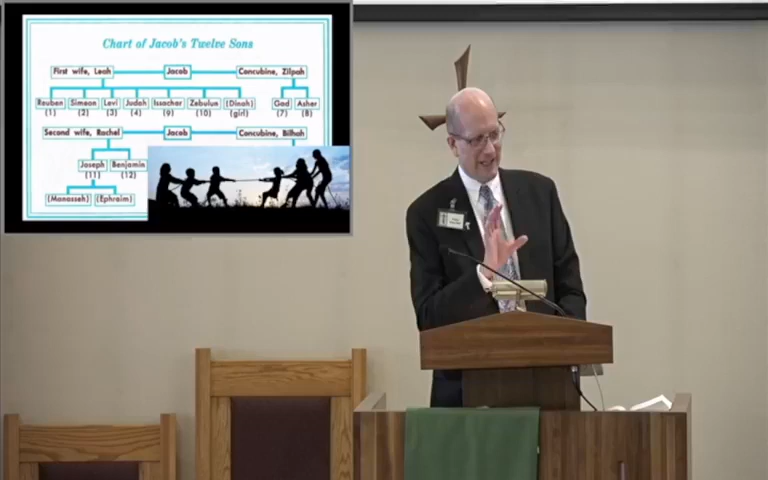 Chart of Jacob's Twelve Sons
First wife, Leah Jacob Concubine, Zilpah
Reuben Simeon Levi Judah Issachar Zebulun (Dinah) Gad Asher
(1) (2) (3) (4) (9) (10) (girl) (7) (8)
Second wife, Rachel Jacob Concubine, Bilhah
Joseph Benjamin
(11) (12)
(Manasseh) (Ephraim)